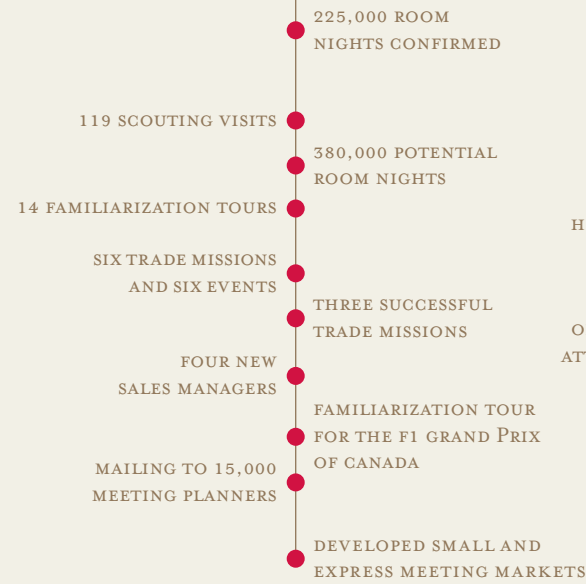 225,000 ROOM
NIGHTS CONFIRMED
119 SCOUTING VISITS
380,000 POTENTIAL
ROOM NIGHTS
14 FAMILIARIZATION TOURS
SIX TRADE MISSIONS
AND SIX EVENTS
THREE SUCCESSFUL
TRADE MISSIONS
FOUR NEW
SALES MANAGERS
FAMILIARIZATION TOUR
FOR THE F1 GRAND PRIX
OF CANADA
MAILING TO 15,000
MEETING PLANNERS
DEVELOPED SMALL AND
EXPRESS MEETING MARKETS